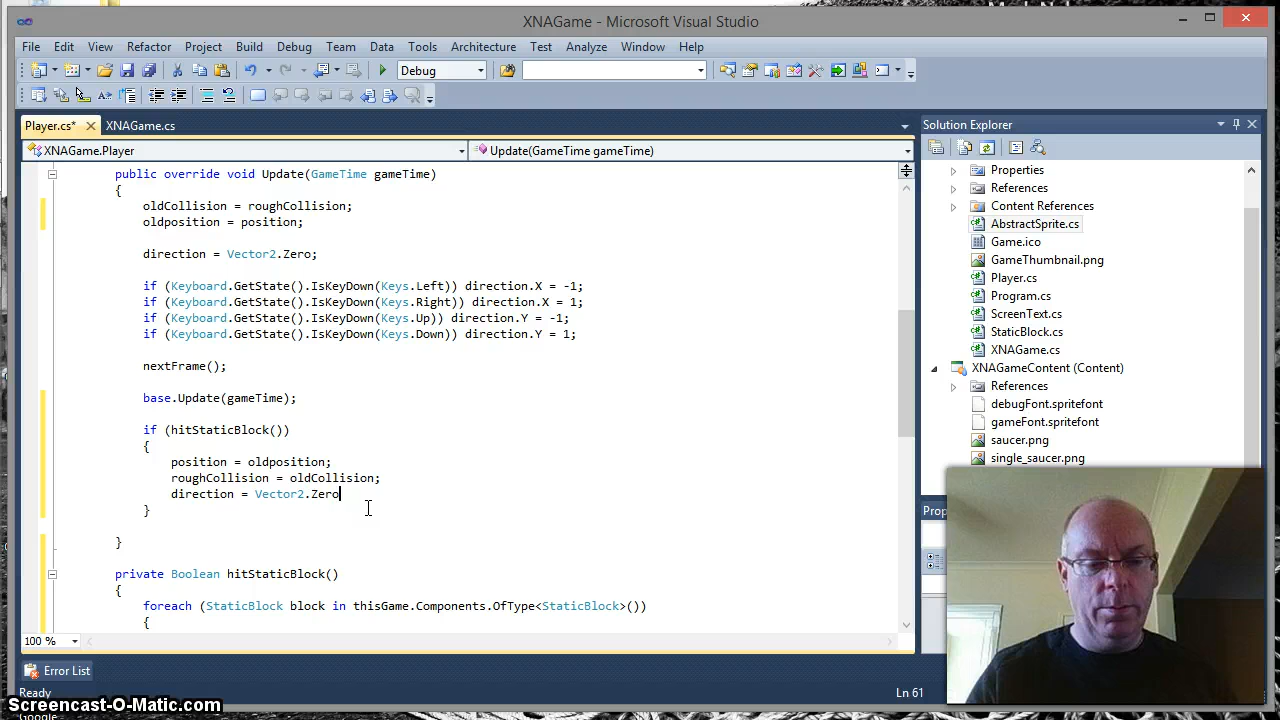 XNAGame - Microsoft Visual Studio
File Edit View Refactor Project Build Debug Team Data Tools Architecture Test Analyze Window Help
Debug
Player.cs* XNAGame.cs
XNAGame.Player Update(GameTime gameTime)
public override void Update(GameTime gameTime)
{
oldCollision = roughCollision;
oldposition = position;
direction = Vector2.Zero;
if (Keyboard.GetState().IsKeyDown(Keys.Left)) direction.X = -1;
if (Keyboard.GetState().IsKeyDown(Keys.Right)) direction.X = 1;
if (Keyboard.GetState().IsKeyDown(Keys.Up)) direction.Y = -1;
if (Keyboard.GetState().IsKeyDown(Keys.Down)) direction.Y = 1;
nextFrame();
base.Update(gameTime);
if (hitStaticBlock())
{
position = oldposition;
roughCollision = oldCollision;
direction = Vector2.Zero
}
}
private Boolean hitStaticBlock()
{
foreach (StaticBlock block in thisGame.Components.OfType<StaticBlock>())
{
100 %
Error List
Ready
Ln 61
Solution Explorer
Properties
References
Content References
AbstractSprite.cs
Game.ico
GameThumbnail.png
Player.cs
Program.cs
ScreenText.cs
StaticBlock.cs
XNAGame.cs
XNAGameContent (Content)
References
debugFont.spritefont
gameFont.spritefont
saucer.png
single_saucer.png
Prop
Screencast-O-Matic.com
Google